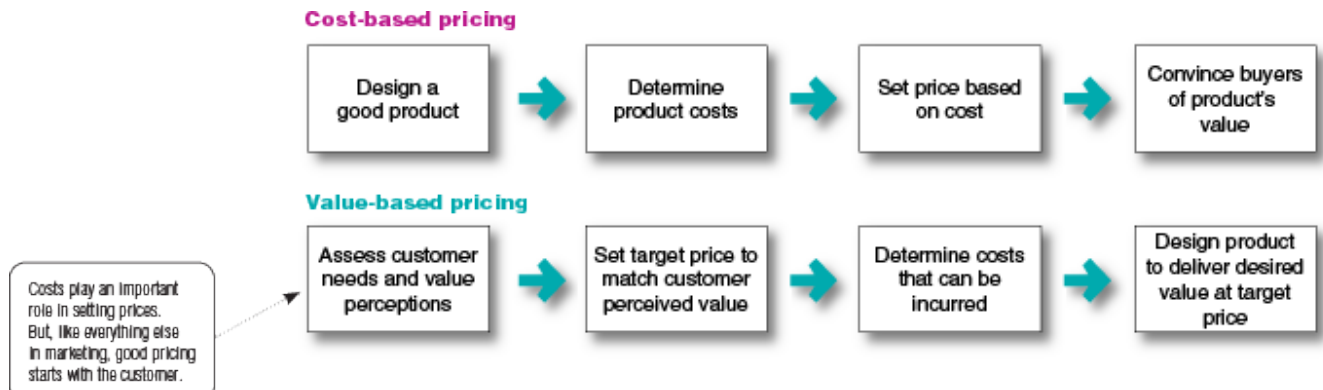 Cost-based pricing
Design a
good product
Determine
product costs
Set price based
on cost
Convince buyers
of product's
value
Value-based pricing
Assess customer
needs and value
perceptions
Set target price to
match customer
perceived value
Determine costs
that can be
incurred
Design product
to deliver desired
value at target
price
Costs play an important
role in setting prices.
But, like everything else
in marketing, good pricing
starts with the customer.